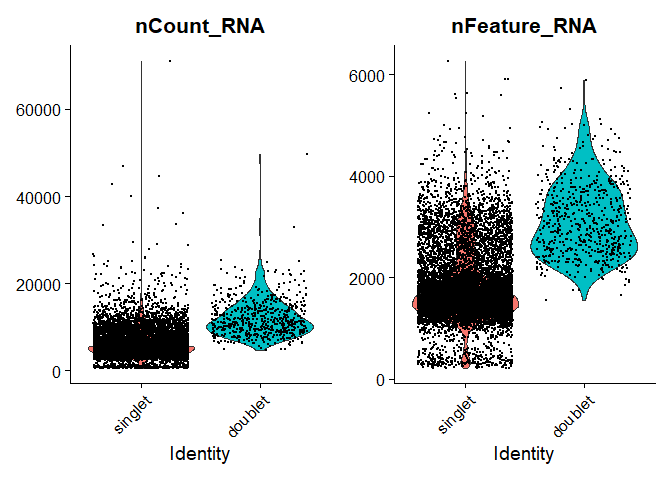 nCount_RNA
60000
40000
20000
0
singlet
doublet
Identity
nFeature_RNA
6000
4000
2000
0
singlet
doublet
Identity